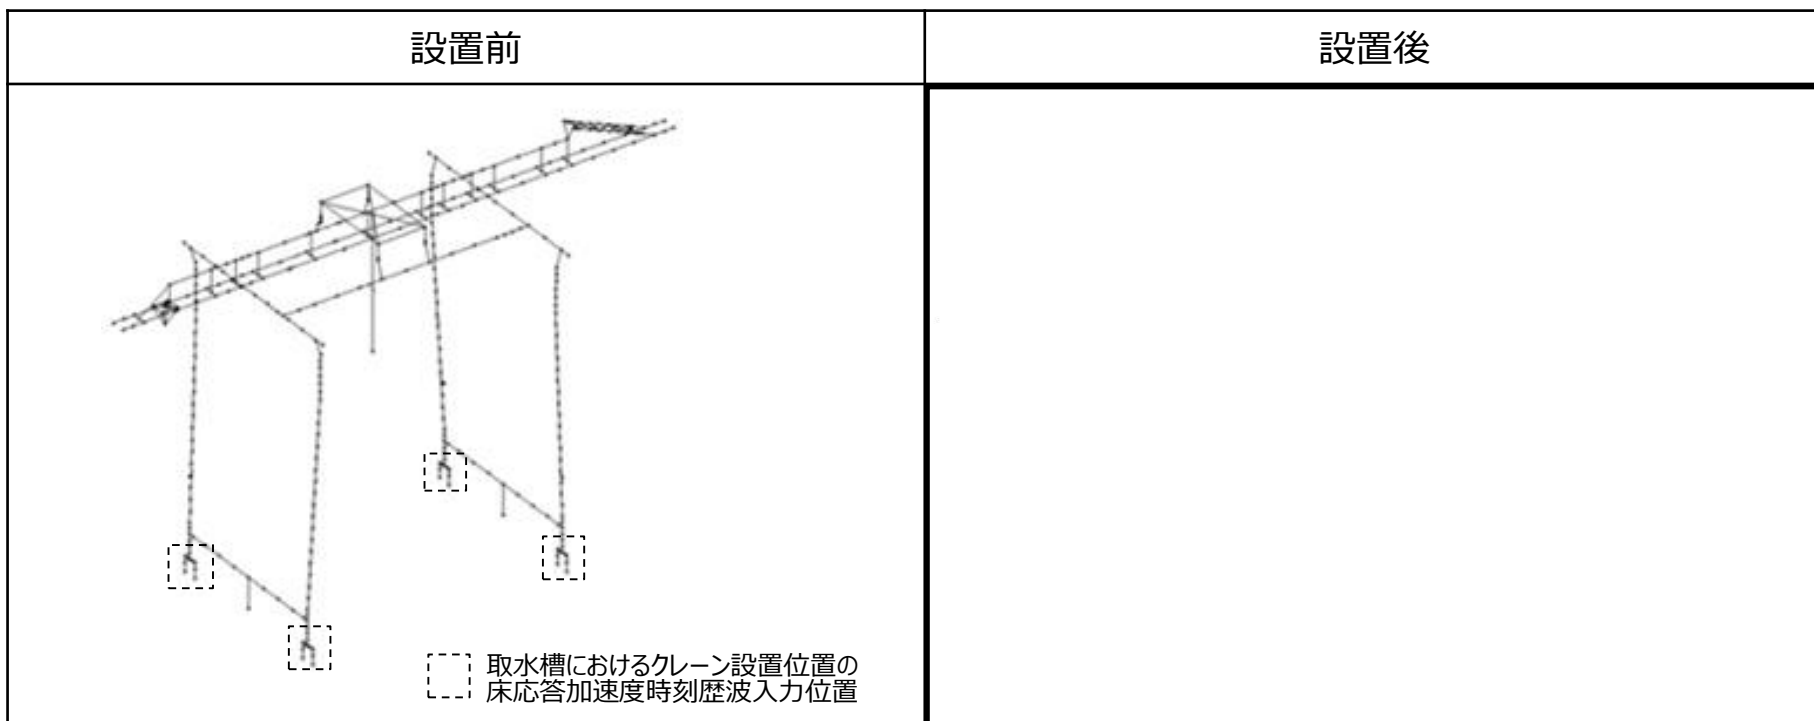 設置前
設置後
取水槽におけるクレーン設置位置の
床応答加速度時刻歴波入力位置